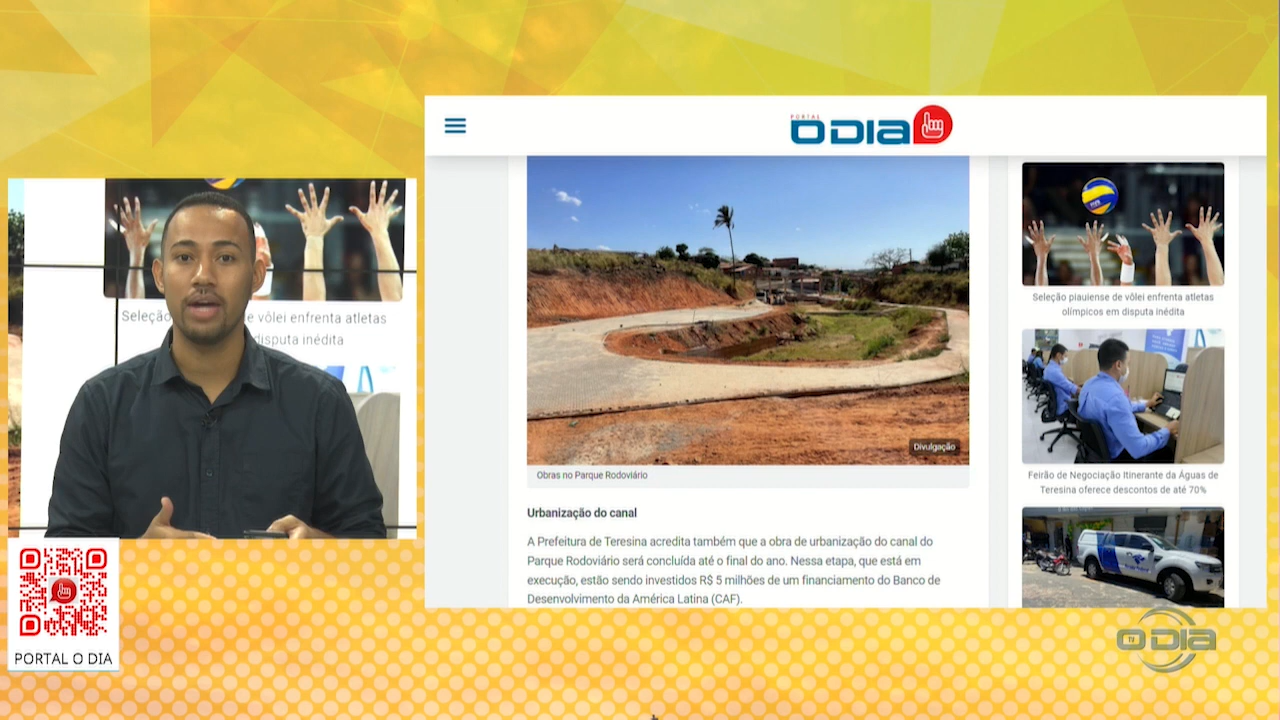 PORTAL
O DIA
Seleção
de vôlei enfrenta atletas
disputa inédita
Divulgação
Obras no Parque Rodoviário
Urbanização do canal
A Prefeitura de Teresina acredita também que a obra de urbanização do canal do
Parque Rodoviário será concluída até o final do ano. Nessa etapa, que está em
execução, estão sendo investidos R$ 5 milhões de um financiamento do Banco de
Desenvolvimento da América Latina (CAF).
Seleção piauiense de vôlei enfrenta atletas
olímpicos em disputa inédita
Feirão de Negociação Itinerante da Águas de
Teresina oferece descontos de até 70%
PORTAL O DIA
TV O DIA